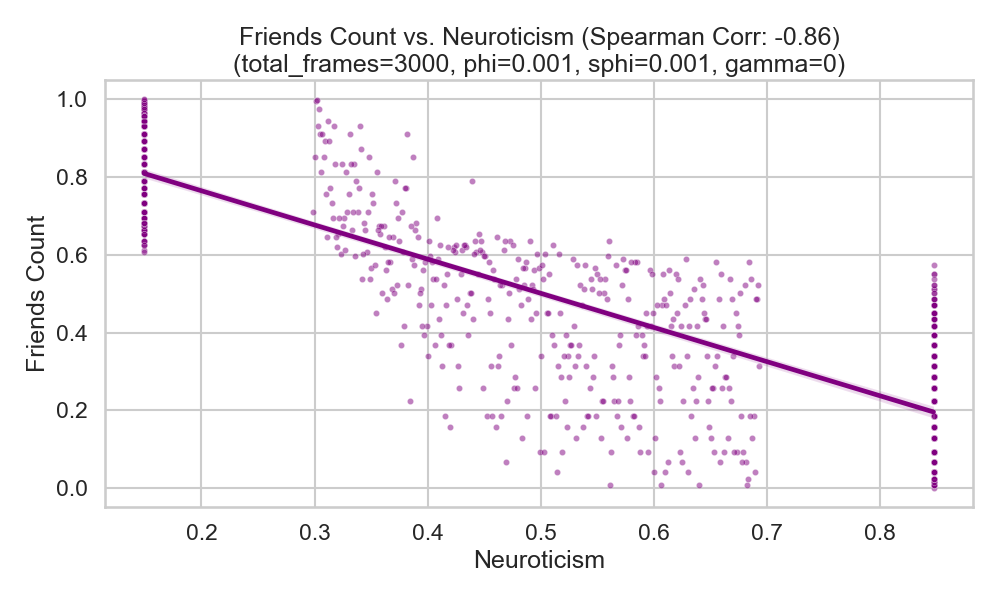 Friends Count vs. Neuroticism (Spearman Corr: -0.86)
(total_frames=3000, phi=0.001, sphi=0.001, gamma=0)
1.0
0.8
0.6
0.4
0.2
0.0
Friends Count
0.2 0.3 0.4 0.5 0.6 0.7 0.8
Neuroticism